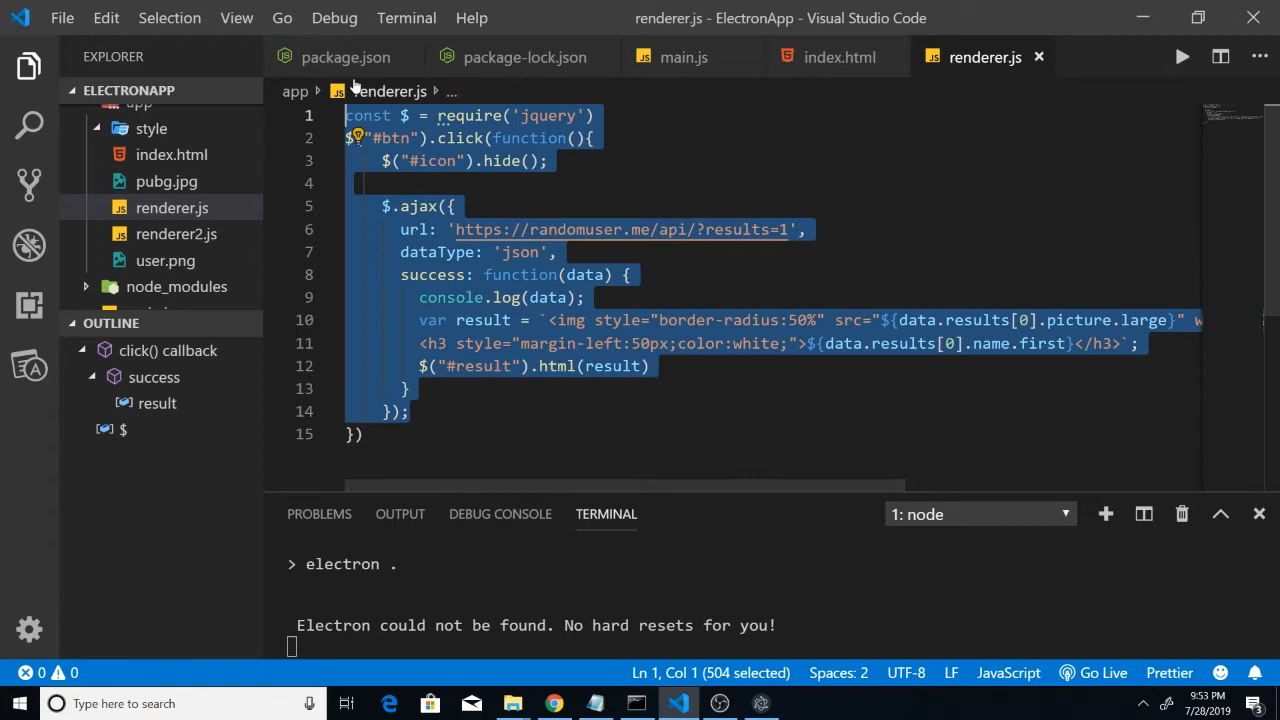 File Edit Selection View Go Debug Terminal Help renderer.js - ElectronApp - Visual Studio Code
EXPLORER
package.json package-lock.json main.js index.html renderer.js
ELECTRONAPP
app
style
index.html
pubg.jpg
renderer.js
renderer2.js
user.png
node_modules
OUTLINE
click() callback
success
result
$
app renderer.js ...
1 const $ = require('jquery')
2 $("#btn").click(function(){
3 $("#icon").hide();
4
5 $.ajax({
6 url: 'https://randomuser.me/api/?results=1',
7 dataType: 'json',
8 success: function(data) {
9 console.log(data);
10 var result = `<img style="border-radius:50%" src="${data.results[0].picture.large}" w
11 <h3 style="margin-left:50px;color:white;">${data.results[0].name.first}</h3>`;
12 $("#result").html(result)
13 }
14 });
15 })
PROBLEMS OUTPUT DEBUG CONSOLE TERMINAL 1: node
> electron .
Electron could not be found. No hard resets for you!
0 0 Ln 1, Col 1 (504 selected) Spaces: 2 UTF-8 LF JavaScript Go Live Prettier
Type here to search
9:53 PM
7/28/2019